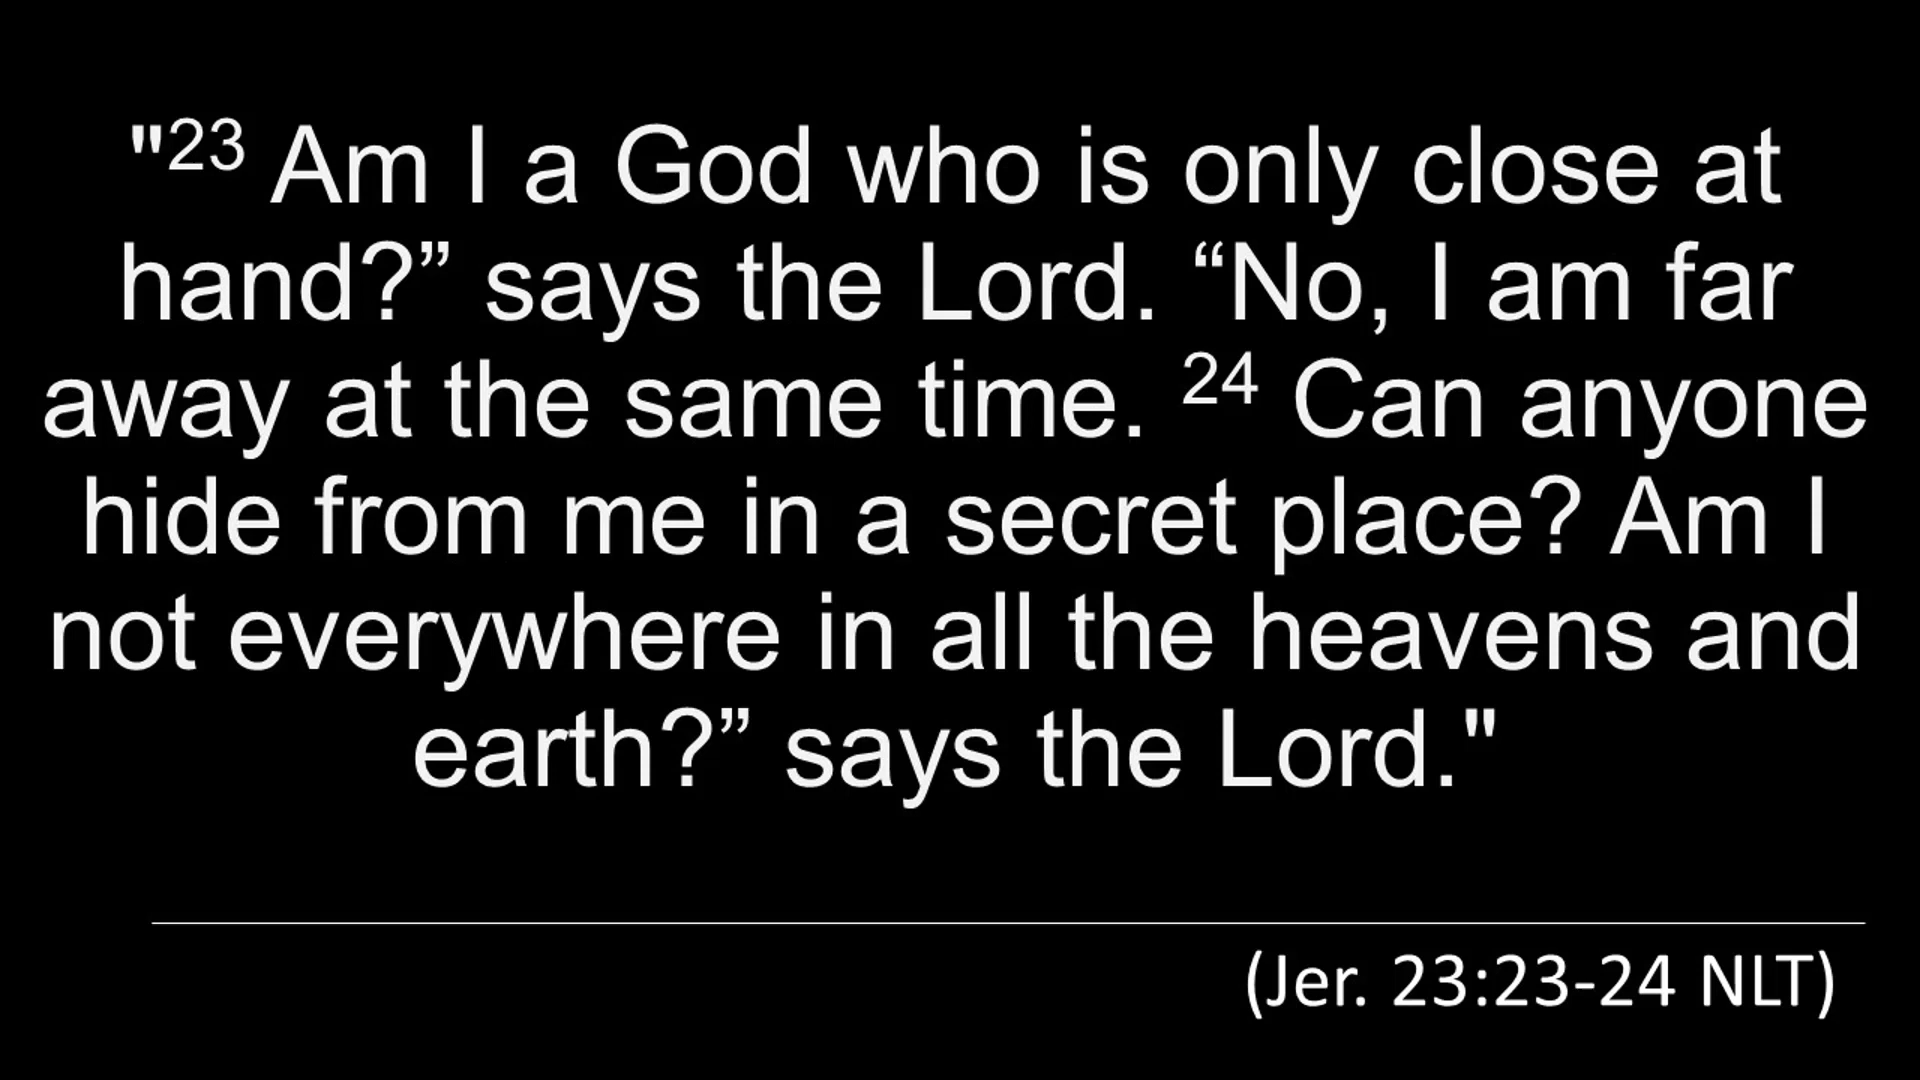 "23 Am I a God who is only close at
hand?” says the Lord. “No, I am far
away at the same time. 24 Can anyone
hide from me in a secret place? Am I
not everywhere in all the heavens and
earth?” says the Lord."
(Jer. 23:23-24 NLT)